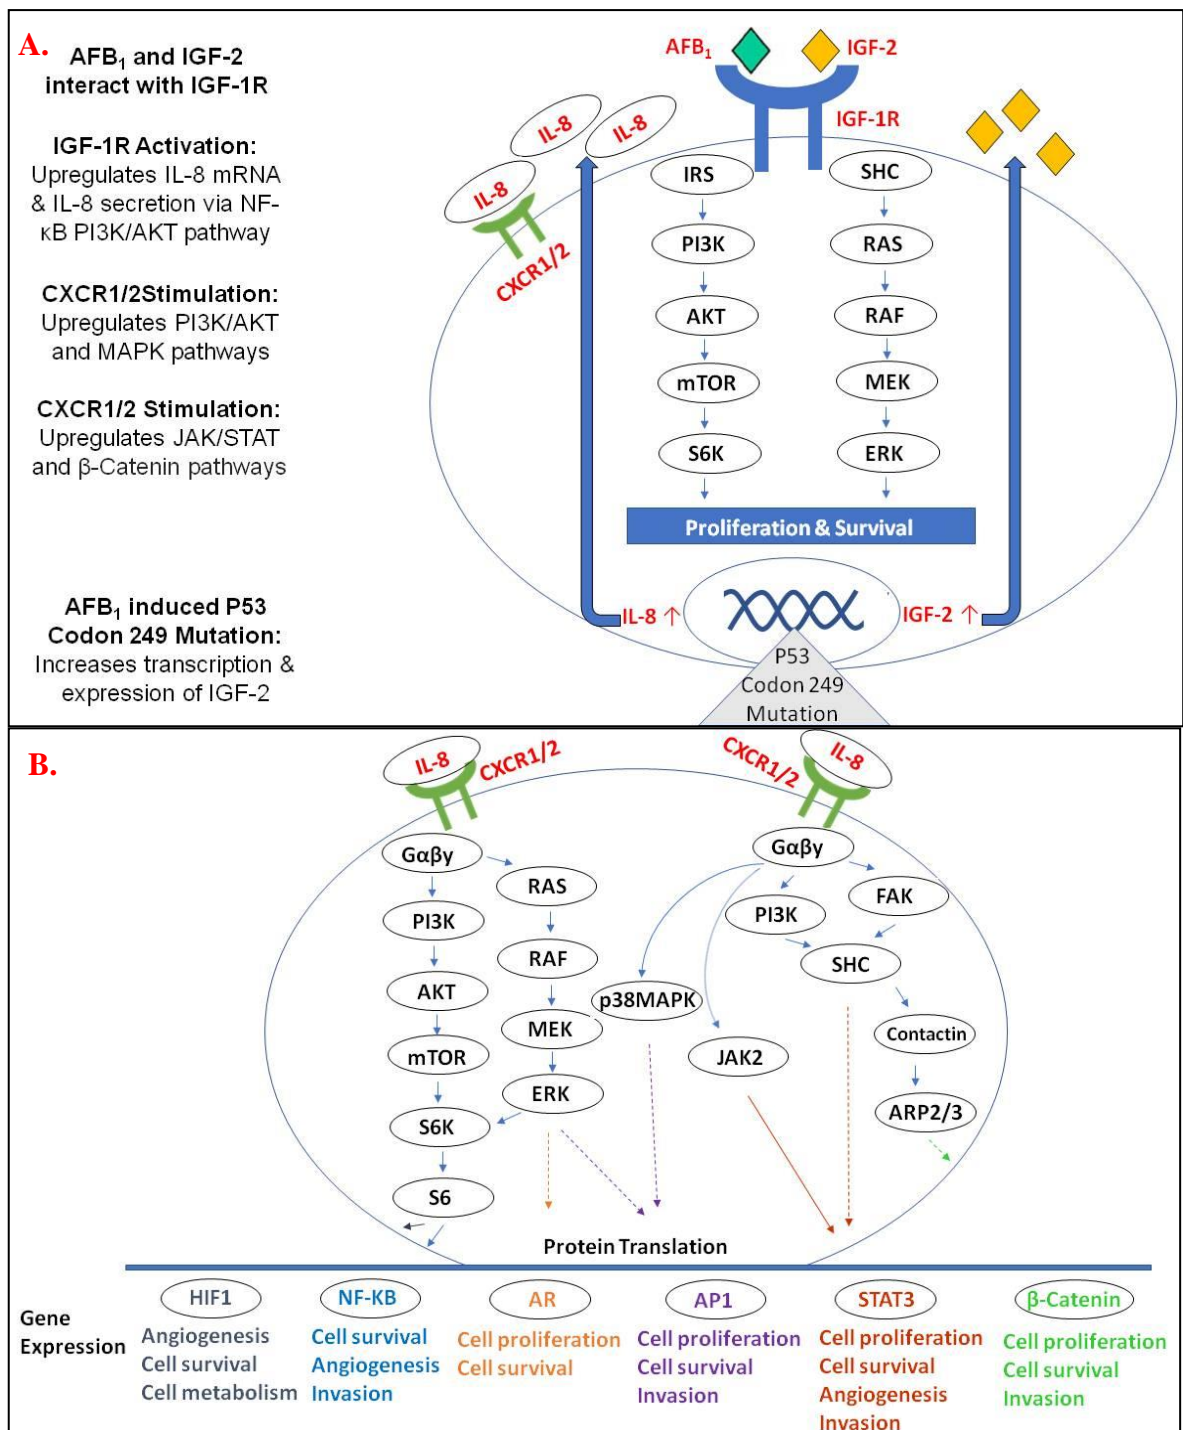 A.
AFB1 and IGF-2
interact with IGF-1R
IGF-1R Activation:
Upregulates IL-8 mRNA
& IL-8 secretion via NF-
κB PI3K/AKT pathway
CXCR1/2Stimulation:
Upregulates PI3K/AKT
and MAPK pathways
CXCR1/2 Stimulation:
Upregulates JAK/STAT
and β-Catenin pathways
AFB1 induced P53
Codon 249 Mutation:
Increases transcription &
expression of IGF-2
AFB1
IGF-2
IGF-1R
IL-8
IL-8
IL-8
CXCR1/2
IRS
PI3K
AKT
mTOR
S6K
SHC
RAS
RAF
MEK
ERK
Proliferation & Survival
IL-8 ↑
IGF-2 ↑
P53
Codon 249
Mutation
B.
IL-8
CXCR1/2
CXCR1/2
IL-8
Gαβy
PI3K
AKT
mTOR
S6K
S6
RAS
RAF
MEK
ERK
Gαβy
p38MAPK
JAK2
PI3K
FAK
SHC
Contactin
ARP2/3
Protein Translation
Gene
Expression
HIF1
Angiogenesis
Cell survival
Cell metabolism
NF-KB
Cell survival
Angiogenesis
Invasion
AR
Cell proliferation
Cell survival
AP1
Cell proliferation
Cell survival
Invasion
STAT3
Cell proliferation
Cell survival
Angiogenesis
Invasion
β-Catenin
Cell proliferation
Cell survival
Invasion